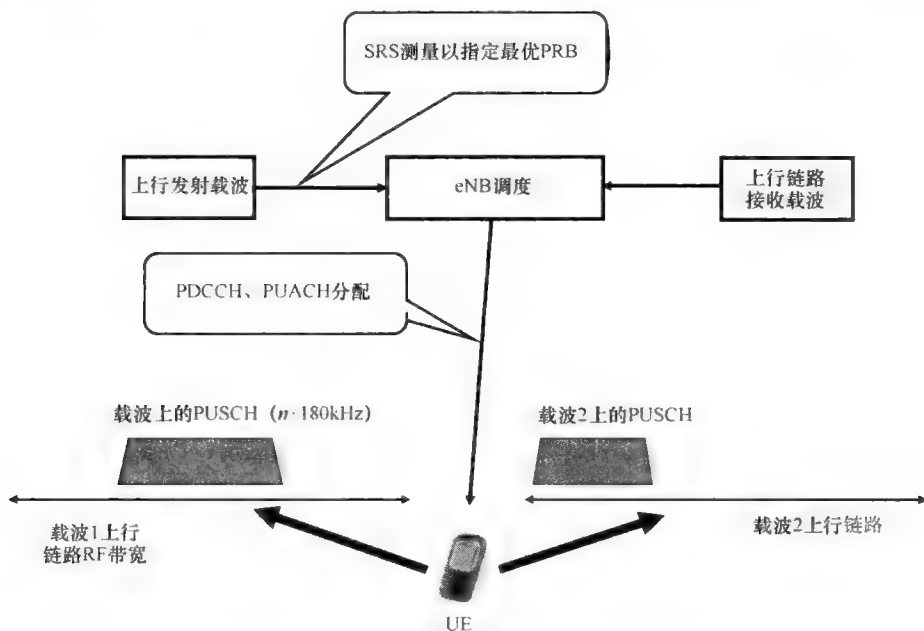 SRS测量以指定最优PRB
上行发射载波
eNB调度
上行链路
接收载波
PDCCH、PUACH分配
载波上的PUSCH（n·180kHz）
载波2上的PUSCH
载波1上行
链路RF带宽
载波2上行链路
UE